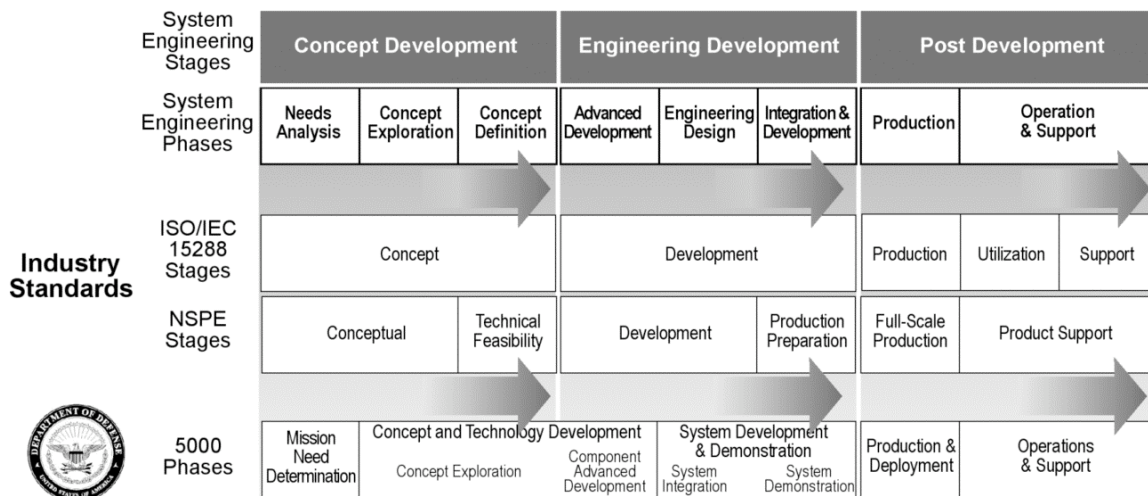 System
Engineering
Stages
Concept Development
Engineering Development
Post Development
System
Engineering
Phases
Needs
Analysis
Concept
Exploration
Concept
Definition
Advanced
Development
Engineering
Design
Integration &
Development
Production
Operation
& Support
Industry
Standards
ISO/IEC
15288
Stages
Concept
Development
Production
Utilization
Support
NSPE
Stages
Conceptual
Technical
Feasibility
Development
Production
Preparation
Full-Scale
Production
Product Support
DEPARTMENT OF DEFENSE
UNITED STATES OF AMERICA
5000
Phases
Mission
Need
Determination
Concept and Technology Development
Concept Exploration
Component
Advanced
Development
System Development
& Demonstration
System
Integration
System
Demonstration
Production &
Deployment
Operations
& Support